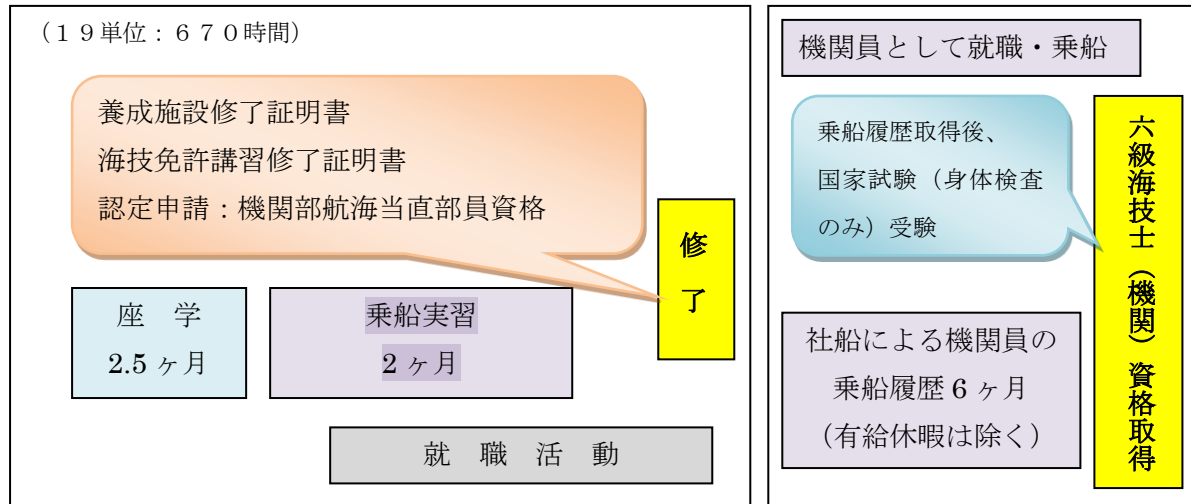 （１９単位：６７０時間）
養成施設修了証明書
海技免許講習修了証明書
認定申請：機関部航海当直部員資格
修了
座　学
2.5 ヶ月
乗船実習
2 ヶ月
就　職　活　動
機関員として就職・乗船
乗船履歴取得後、
国家試験（身体検査
のみ）受験
社船による機関員の
乗船履歴 6 ヶ月
（有給休暇は除く）
六級海技士（機関）資格取得